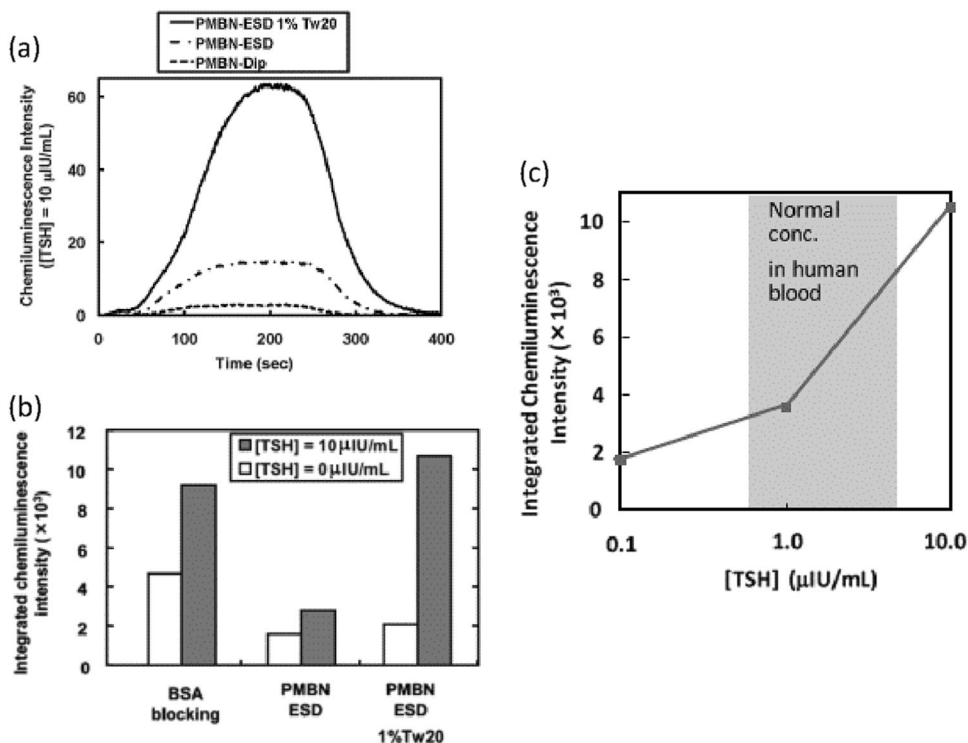 (a)
PMBN-ESD 1% Tw20
PMBN-ESD
PMBN-Dip
Chemiluminescence Intensity
([TSH] = 10 μIU/mL)
60
40
20
0
0 100 200 300 400
Time (sec)
(b)
Integrated chemiluminescence
intensity (×10³)
12
10
8
6
4
2
0
[TSH] = 10 μIU/mL
[TSH] = 0 μIU/mL
BSA
blocking
PMBN
ESD
PMBN
ESD
1%Tw20
(c)
Integrated Chemiluminescence
Intensity (×10³)
10
8
6
4
2
0
Normal
conc.
in human
blood
0.1 1.0 10.0
[TSH] (μIU/mL)